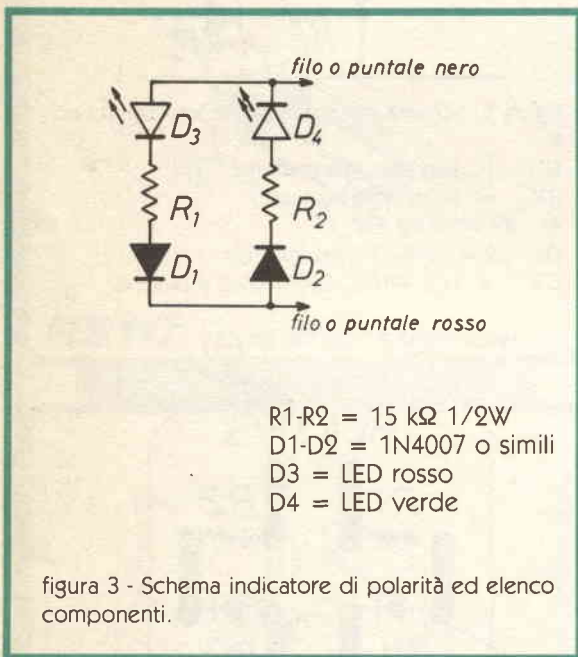 filo o puntale nero
D3 D4
R1 R2
D1 D2
filo o puntale rosso
R1-R2 = 15 kΩ 1/2W
D1-D2 = 1N4007 o simili
D3 = LED rosso
D4 = LED verde
figura 3 - Schema indicatore di polarità ed elenco
componenti.